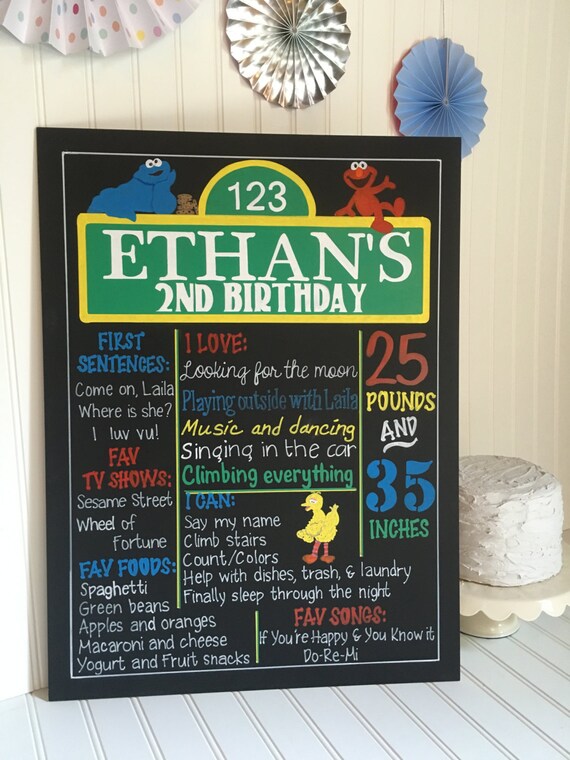 123
ETHAN'S
2ND BIRTHDAY
FIRST
SENTENCES:
Come on, Laila
Where is she?
I luv vu!
FAV
TV SHOWS:
Sesame Street
Wheel of
Fortune
FAV FOODS:
Spaghetti
Green beans
Apples and oranges
Macaroni and cheese
Yogurt and Fruit snacks
I LOVE:
Looking for the moon
Playing outside with Laila
Music and dancing
Singing in the car
Climbing everything
I CAN:
Say my name
Climb stairs
Count/Colors
Help with dishes, trash, & laundry
Finally sleep through the night
25
POUNDS
AND
35
INCHES
FAV SONGS:
If You're Happy & You Know it
Do-Re-Mi